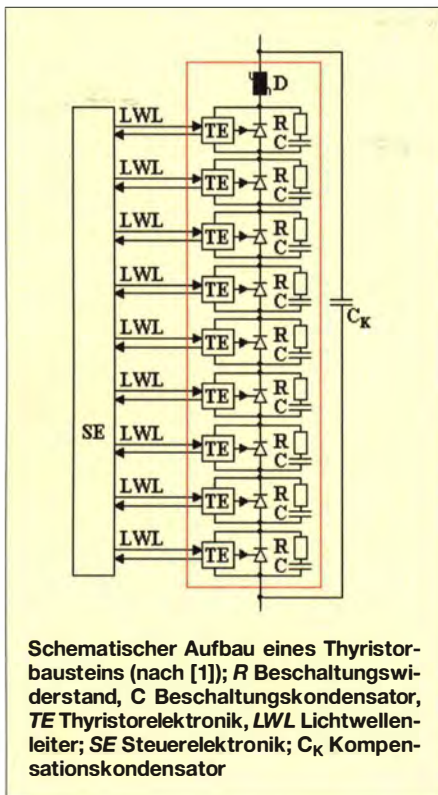 D
LWL TE R C
LWL TE R C
LWL TE R C
LWL TE R C
LWL TE R C
C_K
LWL TE R C
SE
LWL TE R C
LWL TE R C
LWL TE R C
Schematischer Aufbau eines Thyristor-
bausteins (nach [1]); R Beschaltungswi-
derstand, C Beschaltungskondensator,
TE Thyristorelektronik, LWL Lichtwellen-
leiter; SE Steuerelektronik; C_K Kompen-
sationskondensator